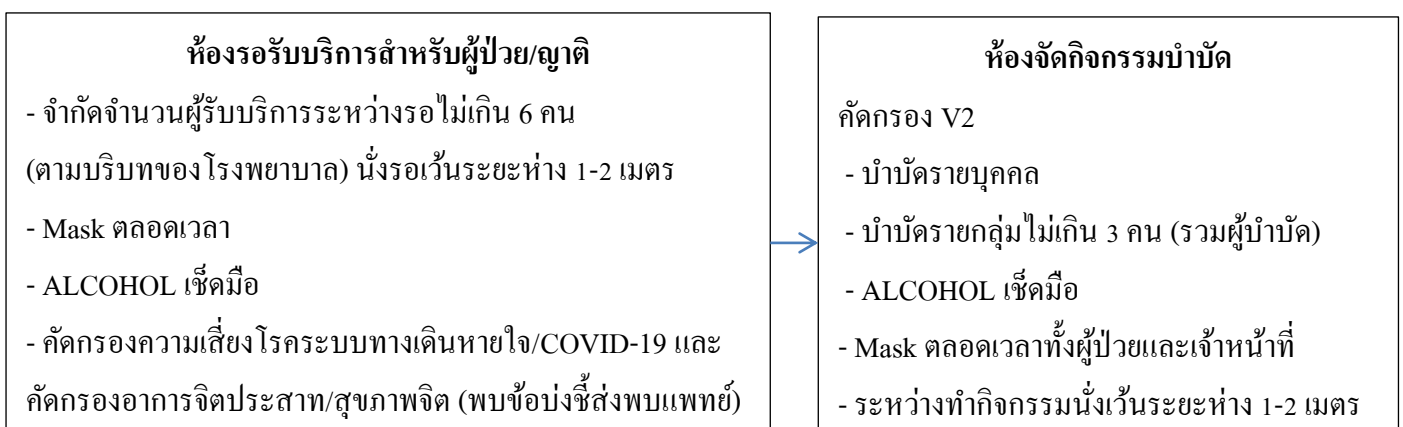 ห้องรอรับบริการสำหรับผู้ป่วย/ญาติ
- จำกัดจำนวนผู้รับบริการระหว่างรอไม่เกิน 6 คน
(ตามบริบทของโรงพยาบาล) นั่งรอเว้นระยะห่าง 1-2 เมตร
- Mask ตลอดเวลา
- ALCOHOL เช็ดมือ
- คัดกรองความเสี่ยงโรคระบบทางเดินหายใจ/COVID-19 และ
คัดกรองอาการจิตประสาท/สุขภาพจิต (พบข้อบ่งชี้ส่งพบแพทย์)
ห้องจัดกิจกรรมบำบัด
คัดกรอง V2
- บำบัดรายบุคคล
- บำบัดรายกลุ่มไม่เกิน 3 คน (รวมผู้บำบัด)
- ALCOHOL เช็ดมือ
- Mask ตลอดเวลาทั้งผู้ป่วยและเจ้าหน้าที่
- ระหว่างทำกิจกรรมนั่งเว้นระยะห่าง 1-2 เมตร